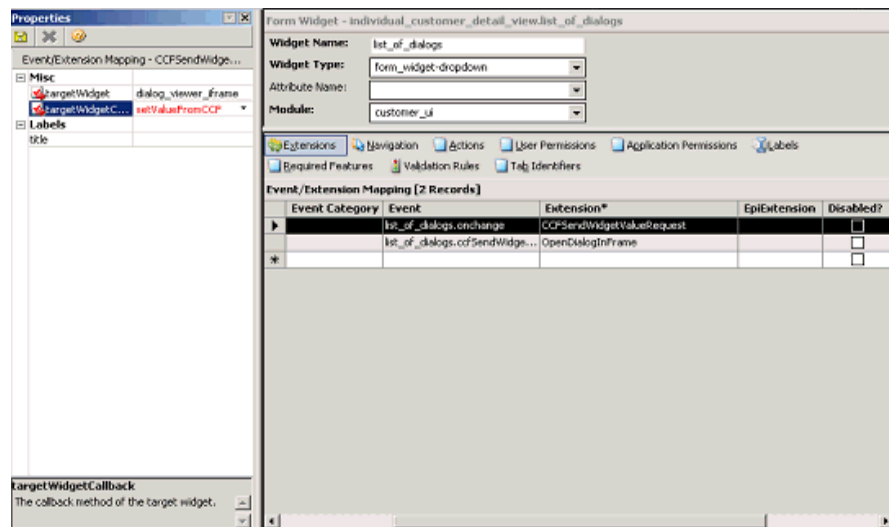 Properties
Event/Extension Mapping - CCFSendWidge...
Misc
targetWidget dialog_viewer_iframe
targetWidgetC... setValueFromCCF
Labels
title
targetWidgetCallback
The callback method of the target widget.
Form Widget - individual_customer_detail_view.list_of_dialogs
Widget Name: list_of_dialogs
Widget Type: form_widget-dropdown
Attribute Name:
Module: customer_ui
Extensions Navigation Actions User Permissions Application Permissions Labels
Required Features Validation Rules Tab Identifiers
Event/Extension Mapping [2 Records]
Event Category Event Extension* EpiExtension Disabled?
list_of_dialogs.onchange CCFSendWidgetValueRequest
list_of_dialogs.ccfSendWidge... OpenDialogInFrame